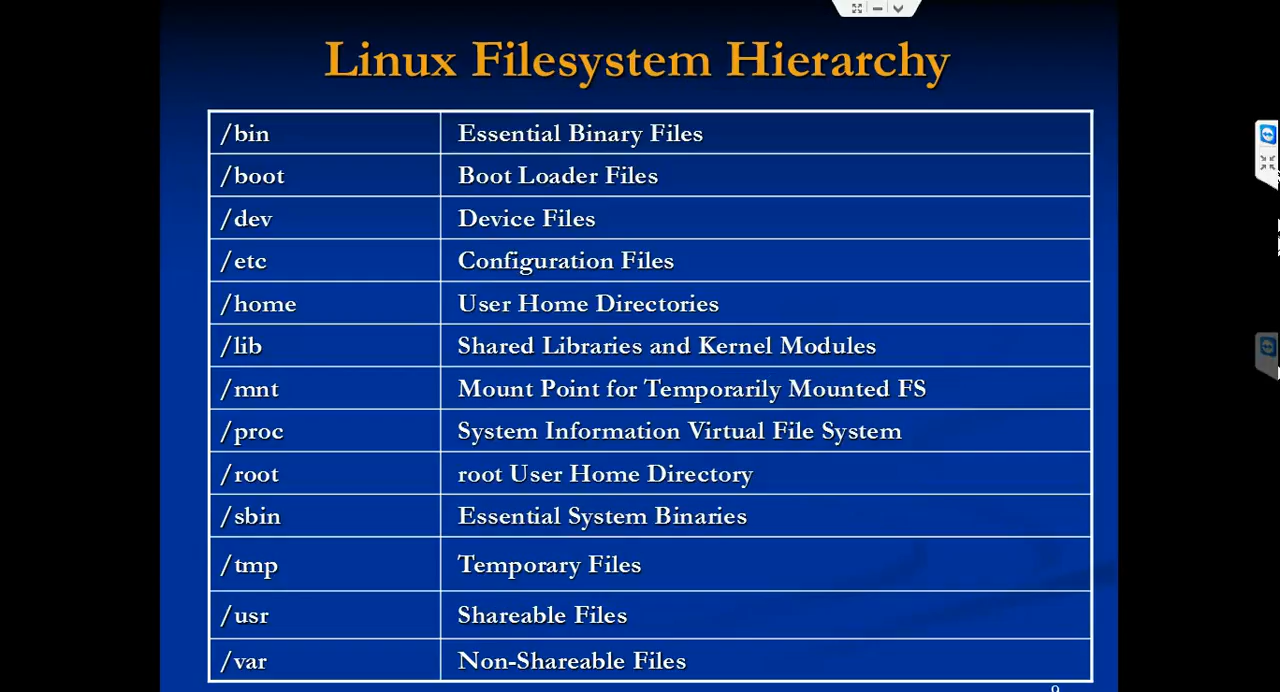 Linux Filesystem Hierarchy
/bin Essential Binary Files
/boot Boot Loader Files
/dev Device Files
/etc Configuration Files
/home User Home Directories
/lib Shared Libraries and Kernel Modules
/mnt Mount Point for Temporarily Mounted FS
/proc System Information Virtual File System
/root root User Home Directory
/sbin Essential System Binaries
/tmp Temporary Files
/usr Shareable Files
/var Non-Shareable Files